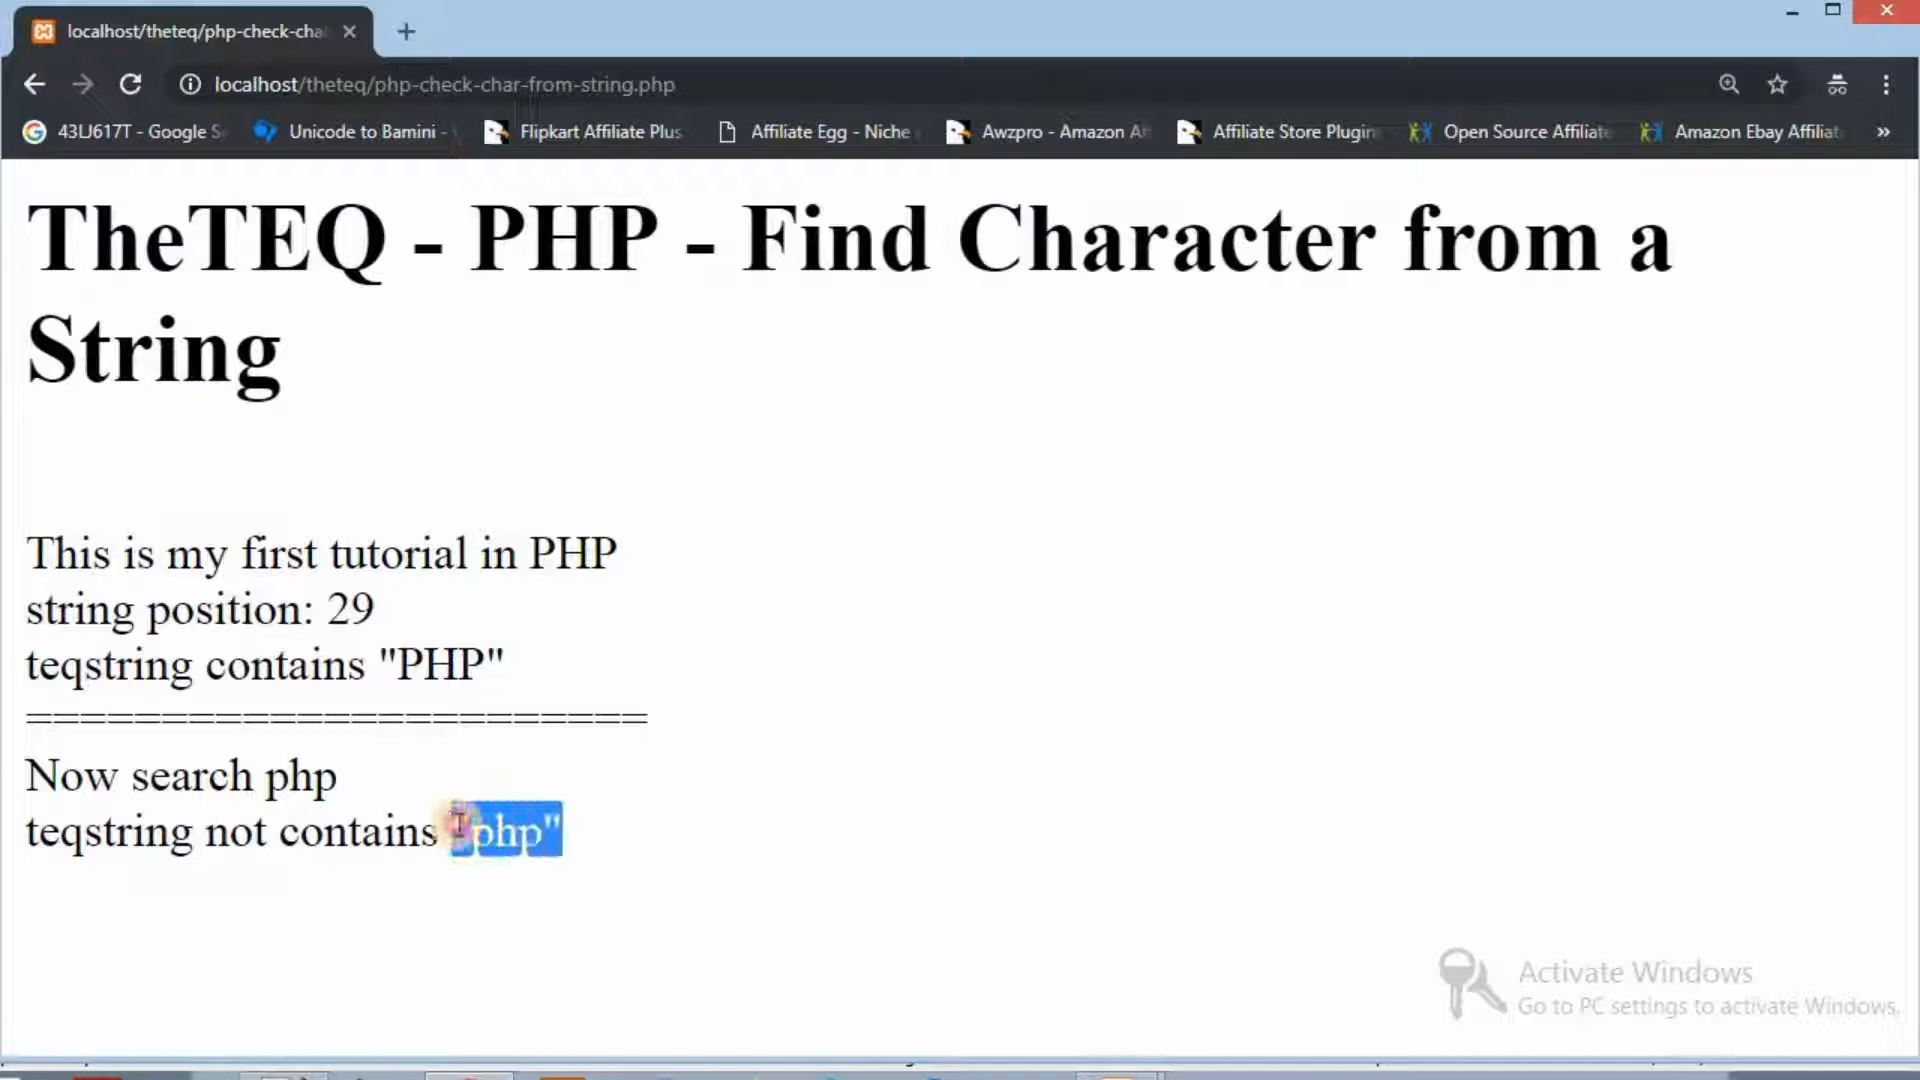 localhost/theteq/php-check-cha
localhost/theteq/php-check-char-from-string.php
43LJ617T - Google S
Unicode to Bamini -
Flipkart Affiliate Plus
Affiliate Egg - Niche
Awzpro - Amazon A
Affiliate Store Plugin
Open Source Affiliate
Amazon Ebay Affiliat
»
TheTEQ - PHP - Find Character from a
String
This is my first tutorial in PHP
string position: 29
teqstring contains "PHP"
=======================
Now search php
teqstring not contains "php"
Activate Windows
Go to PC settings to activate Windows.